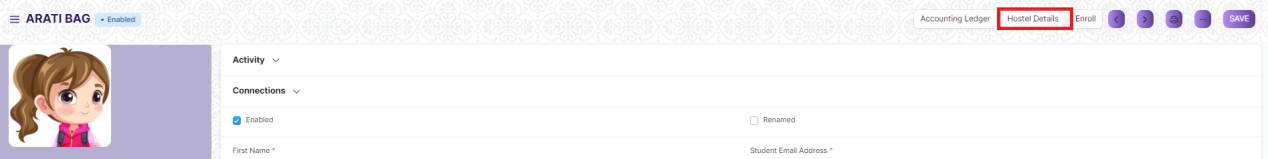 ARATI BAG • Enabled Accounting Ledger Hostel Details Enroll SAVE
Activity
Connections
Enabled Renamed
First Name * Student Email Address *